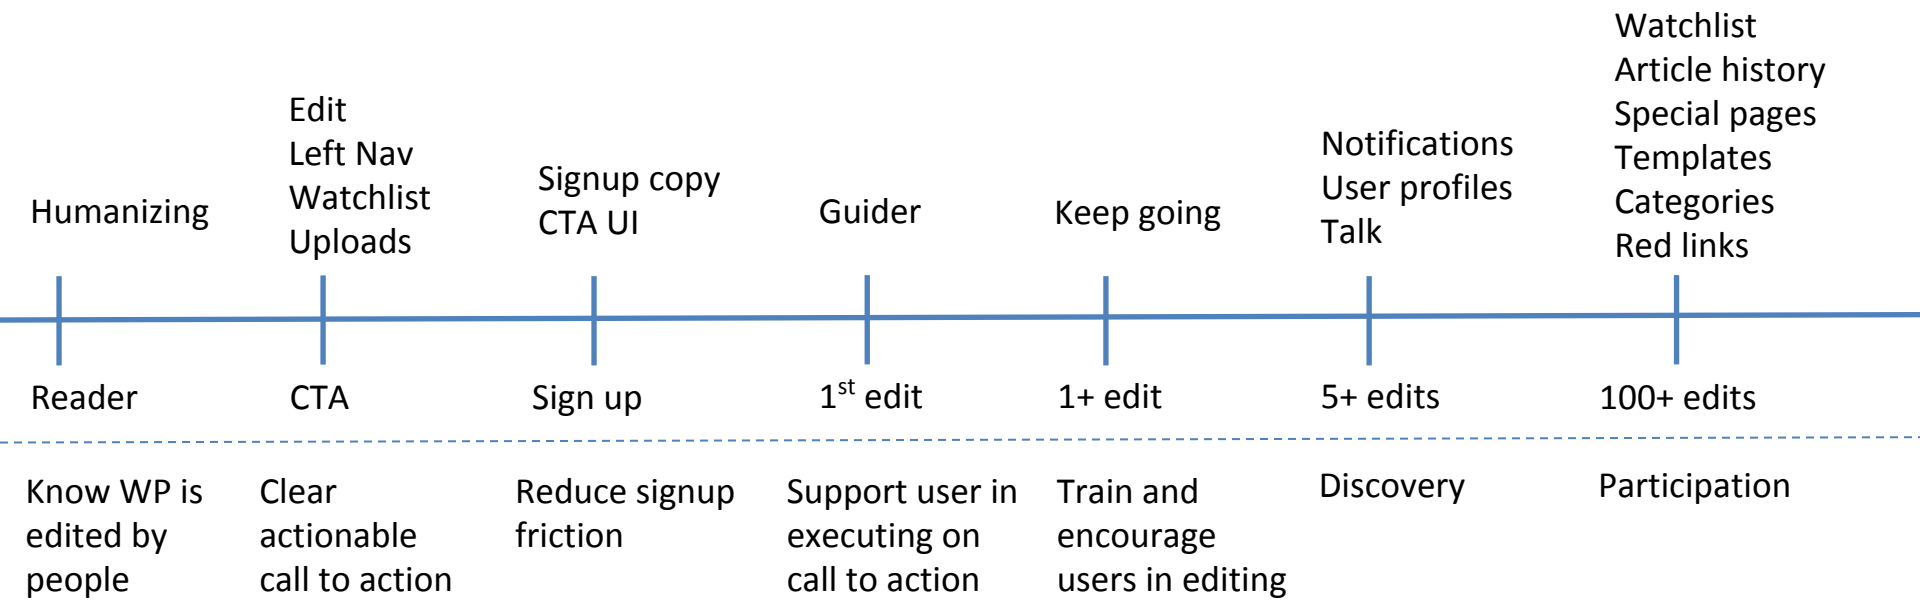 Humanizing
Edit
Left Nav
Watchlist
Uploads
Signup copy
CTA UI
Guider
Keep going
Notifications
User profiles
Talk
Watchlist
Article history
Special pages
Templates
Categories
Red links
Reader
CTA
Sign up
1st edit
1+ edit
5+ edits
100+ edits
Know WP is
edited by
people
Clear
actionable
call to action
Reduce signup
friction
Support user in
executing on
call to action
Train and
encourage
users in editing
Discovery
Participation